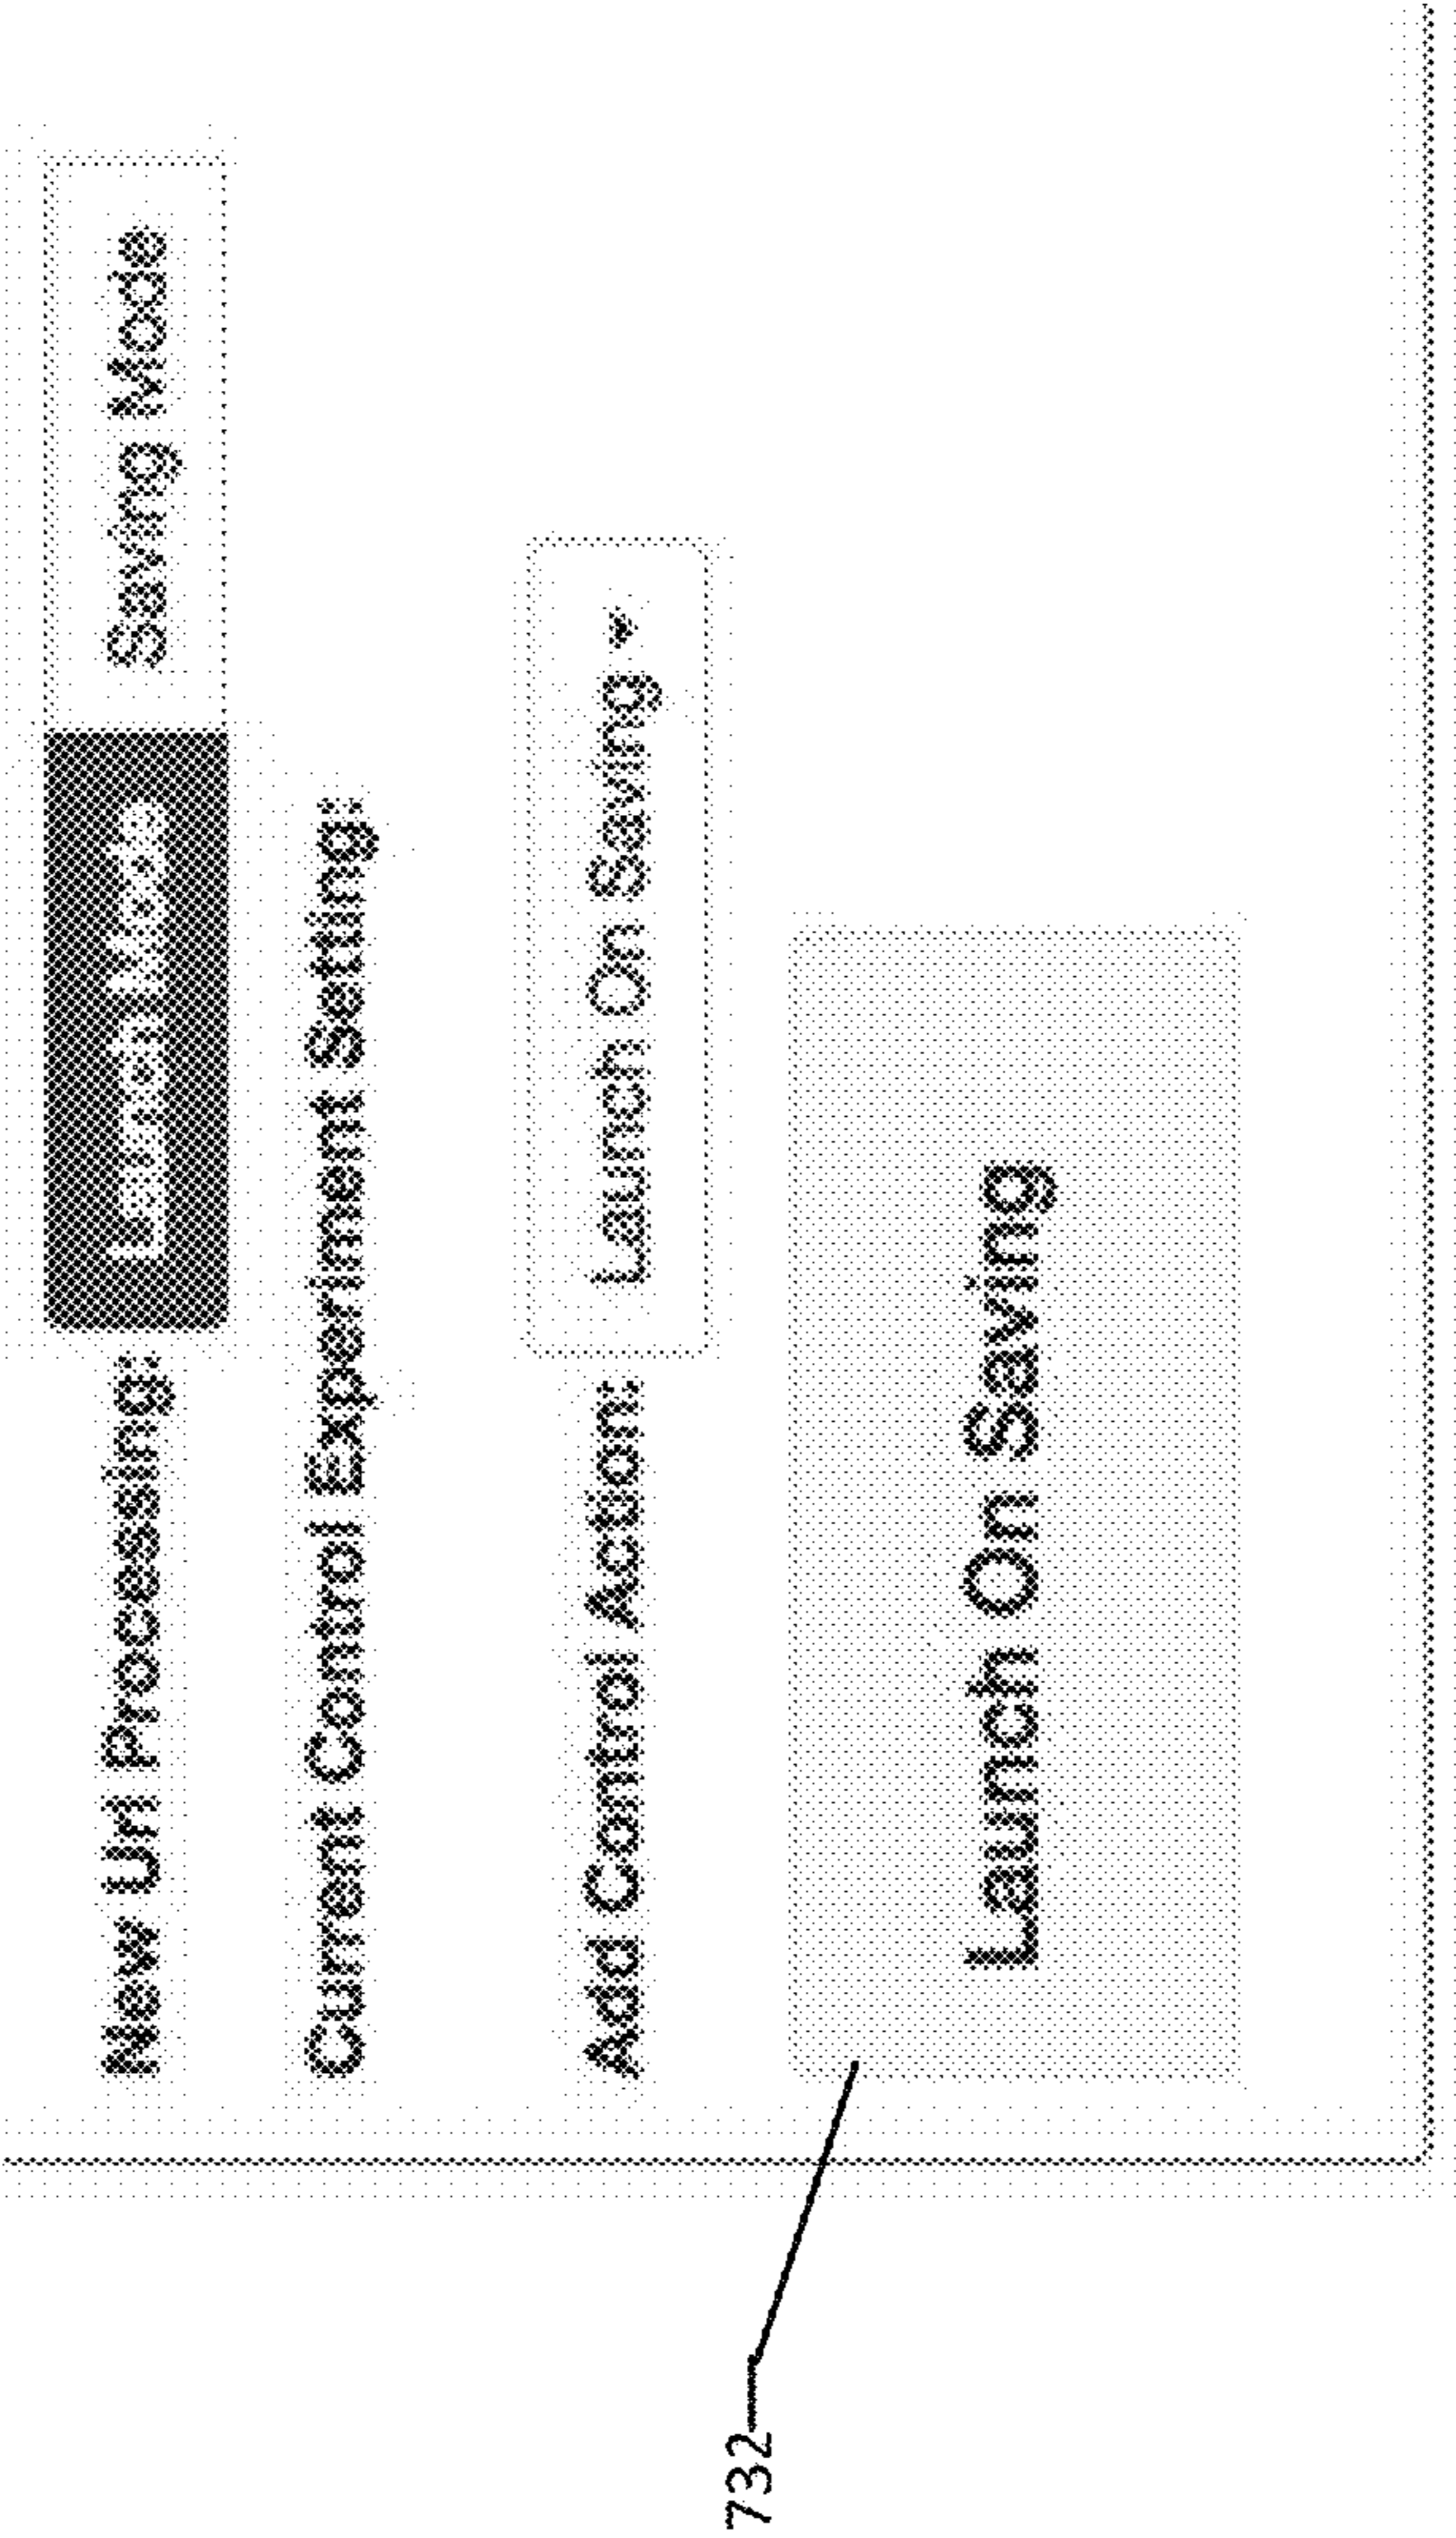 New Url Processing: Launch Mode Saving Mode
Current Control Experiment Setting:
Add Control Action: Launch On Saving
Launch On Saving
732